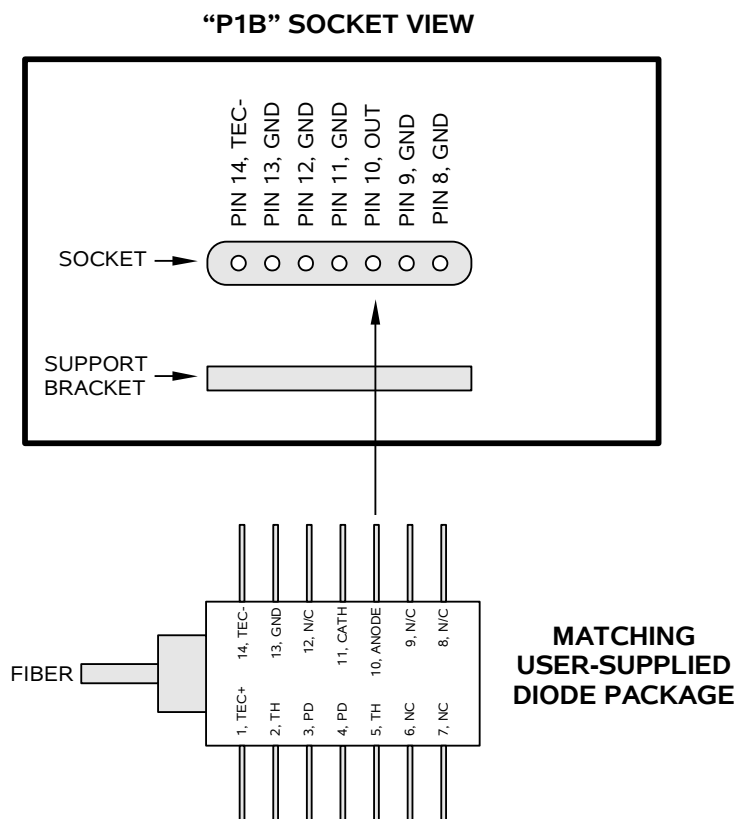 “P1B” SOCKET VIEW
PIN 14, TEC-
PIN 13, GND
PIN 12, GND
PIN 11, GND
PIN 10, OUT
PIN 9, GND
PIN 8, GND
SOCKET
SUPPORT
BRACKET
14, TEC-
13, GND
12, N/C
11, CATH
10, ANODE
9, N/C
8, N/C
FIBER
1, TEC+
2, TH
3, PD
4, PD
5, TH
6, NC
7, NC
MATCHING
USER-SUPPLIED
DIODE PACKAGE